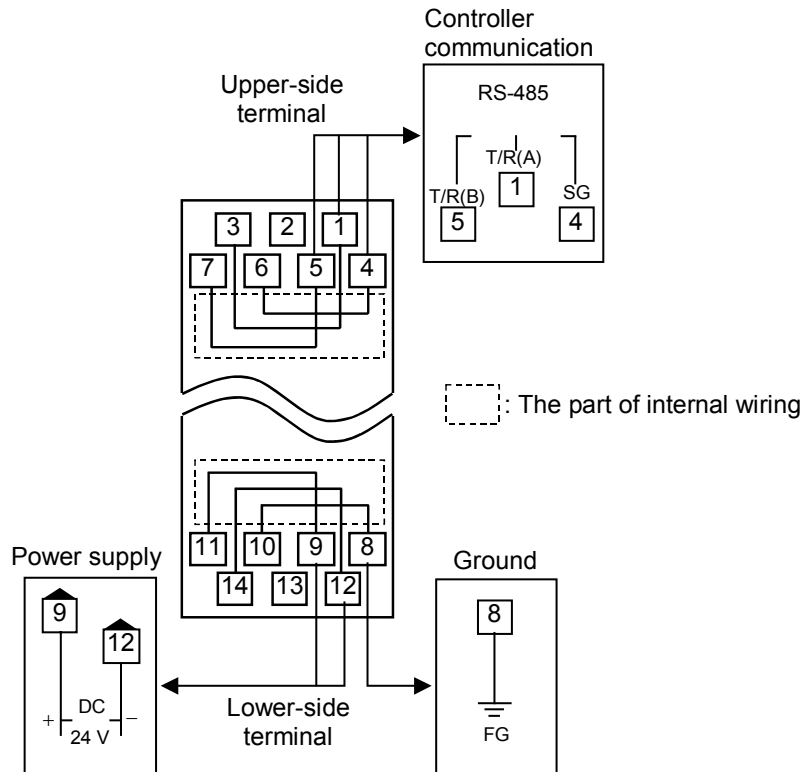 Controller
communication
Upper-side
terminal
RS-485
T/R(A)
1
T/R(B)
5
SG
4
3 2 1
7 6 5 4
: The part of internal wiring
11 10 9 8
14 13 12
Power supply
9
12
+ DC −
24 V
Lower-side
terminal
Ground
8
FG